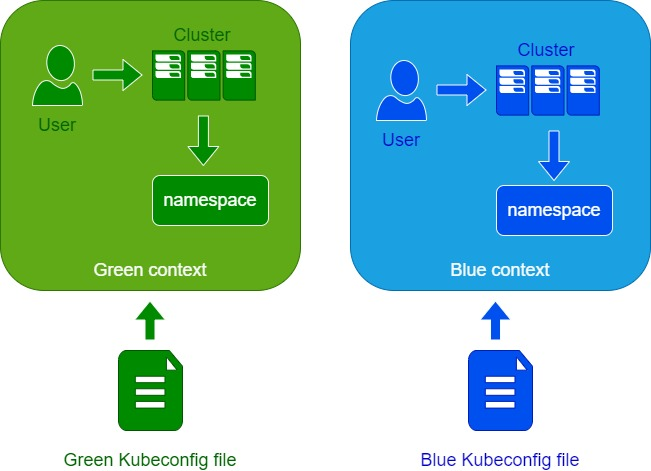 Cluster
User
namespace
Green context
Green Kubeconfig file
Cluster
User
namespace
Blue context
Blue Kubeconfig file